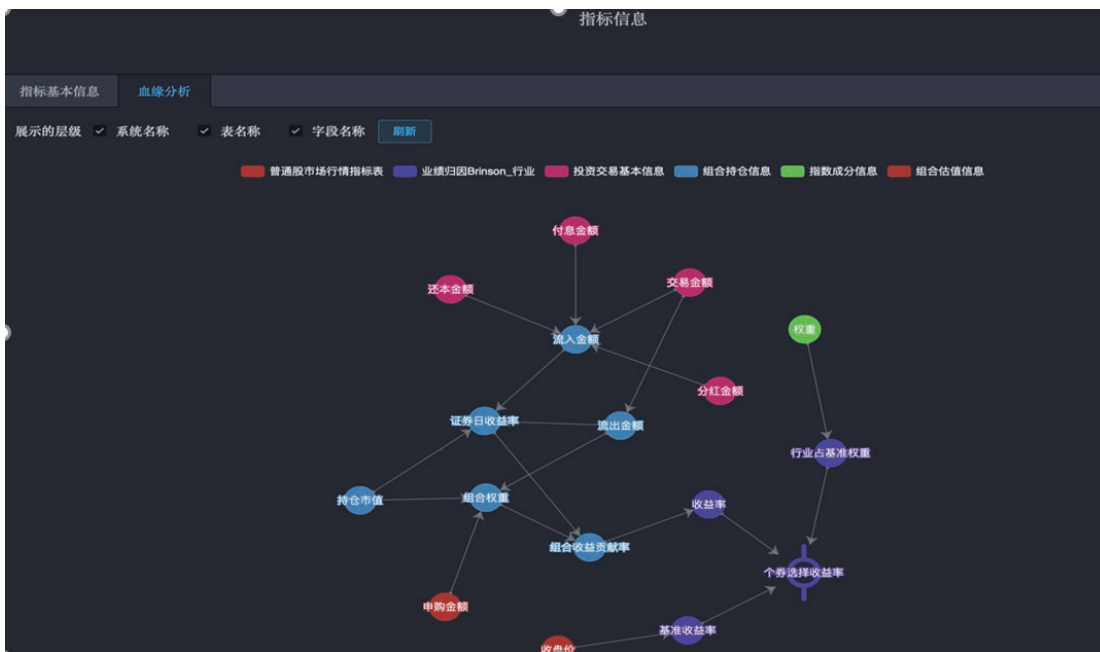 指标信息
指标基本信息 血缘分析
展示的层级 系统名称 表名称 字段名称 刷新
普通股市场行情指标表 业绩归因Brinson_行业 投资交易基本信息 组合持仓信息 指数成分信息 组合估值信息
付息金额
还本金额 交易金额
流入金额 权重
分红金额
证券日收益率 流出金额
行业占基准权重
持仓市值 组合权重 收益率
组合收益贡献率
个券选择收益率
申购金额
基准收益率
收盘价